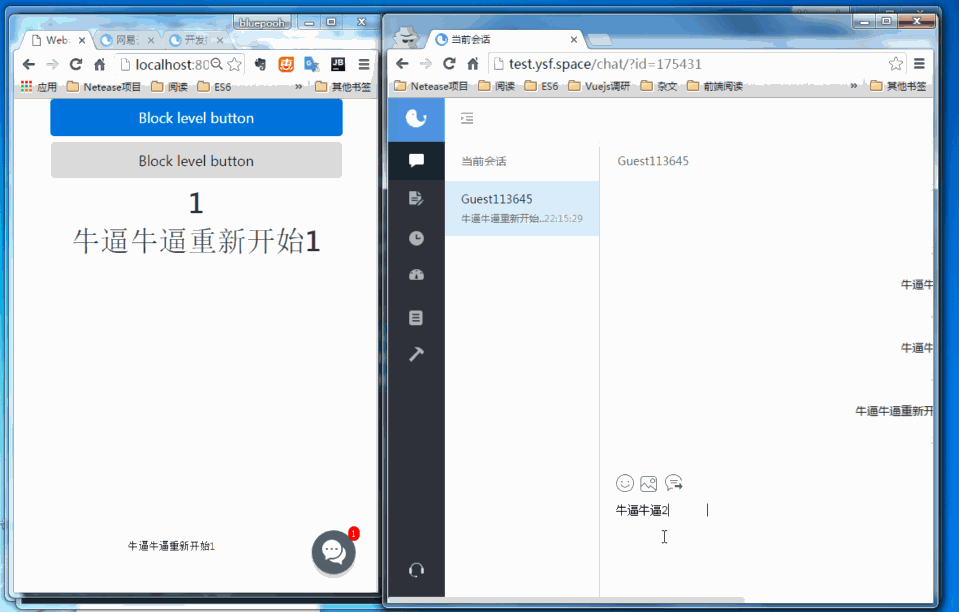 bluepooh
Web
网易
开发
localhost:80
应用
Netease项目
阅读
ES6
»
其他书签
Block level button
Block level button
1
牛逼牛逼重新开始1
牛逼牛逼重新开始1
1
当前会话
test.ysf.space/chat/?id=175431
Netease项目
阅读
ES6
Vuejs调研
杂文
前端阅读
»
其他书签
当前会话
Guest113645
Guest113645
牛逼牛逼重新开始..22:15:29
牛逼牛
牛逼牛
牛逼牛逼重新开
牛逼牛逼2